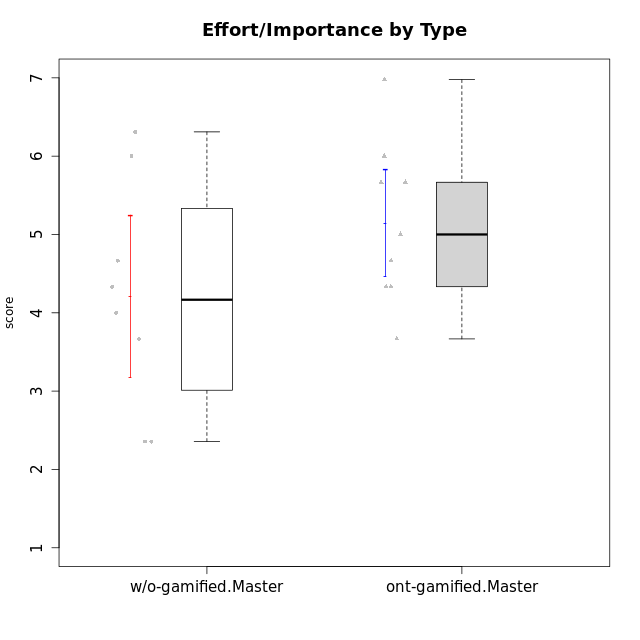 Effort/Importance by Type
7
6
5
4
3
2
1
score
w/o-gamified.Master
ont-gamified.Master